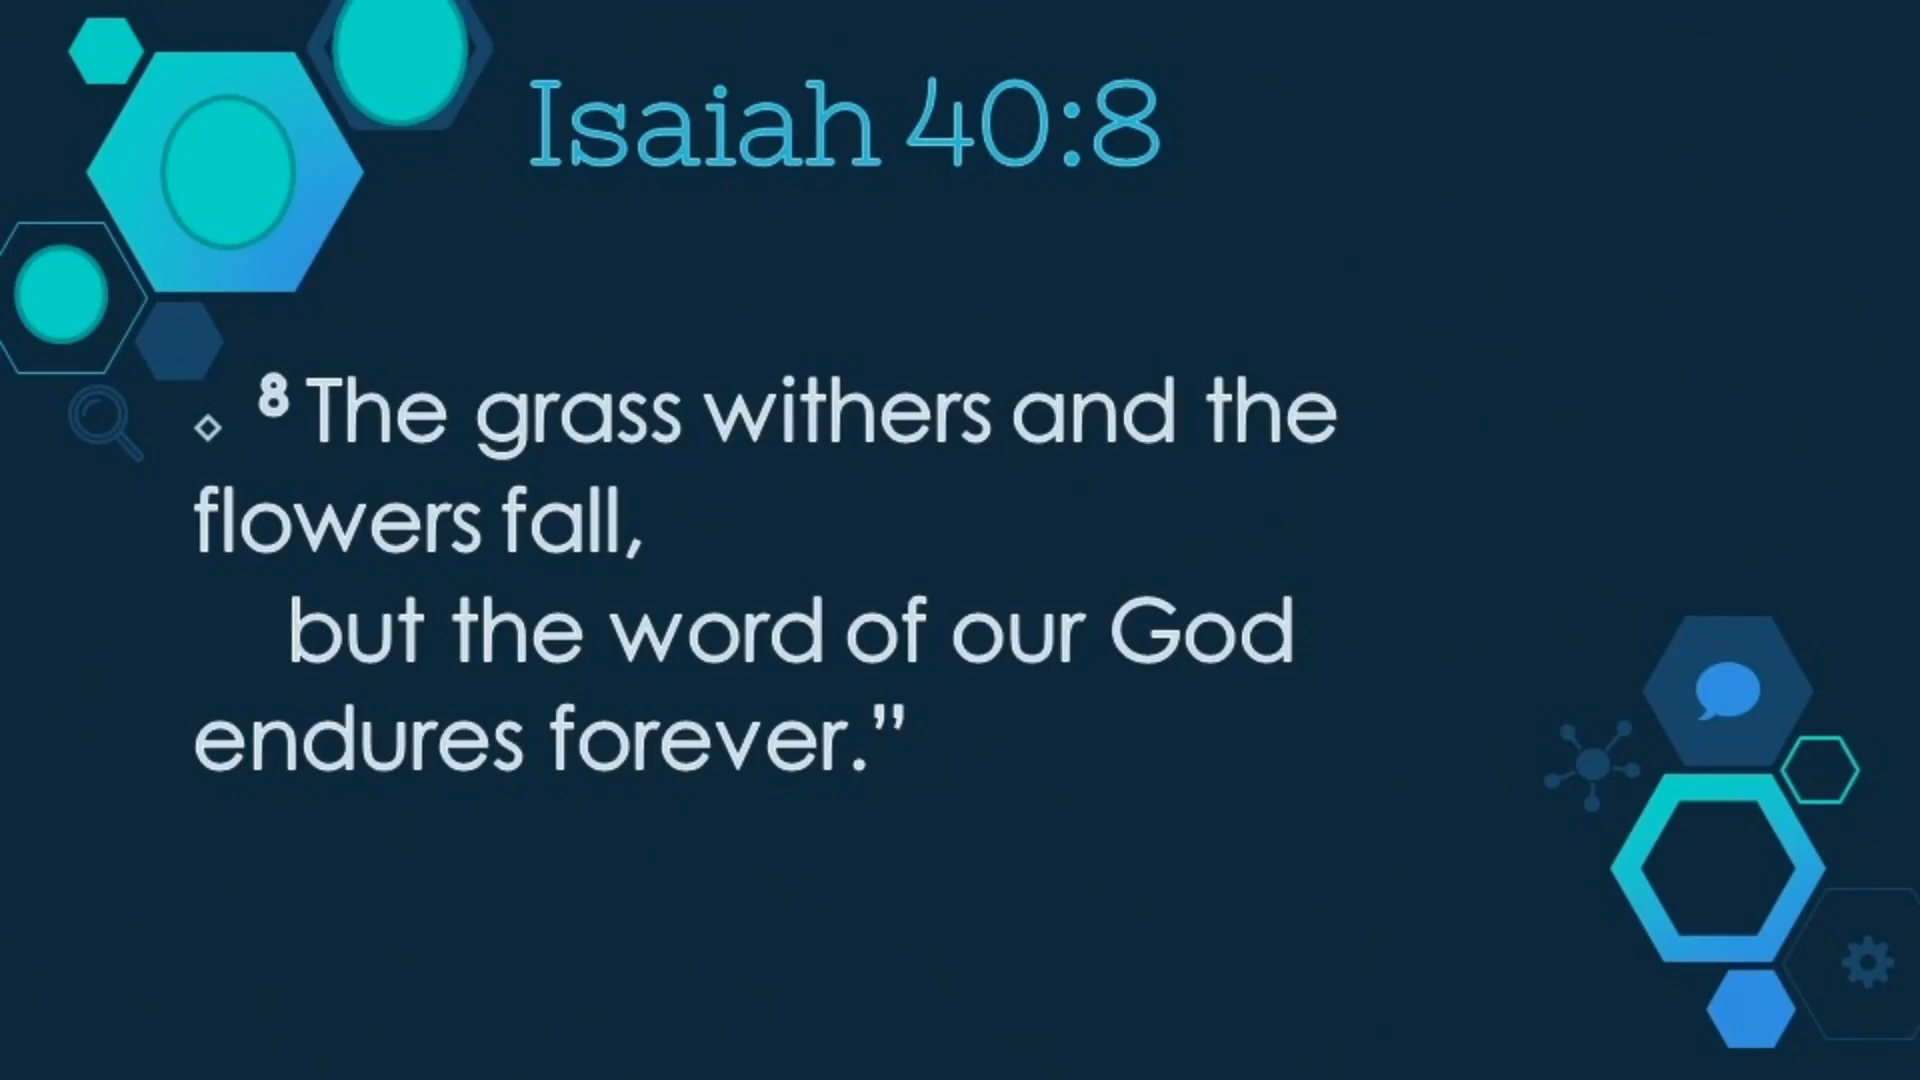 Isaiah 40:8
⁸ The grass withers and the
flowers fall,
but the word of our God
endures forever.”